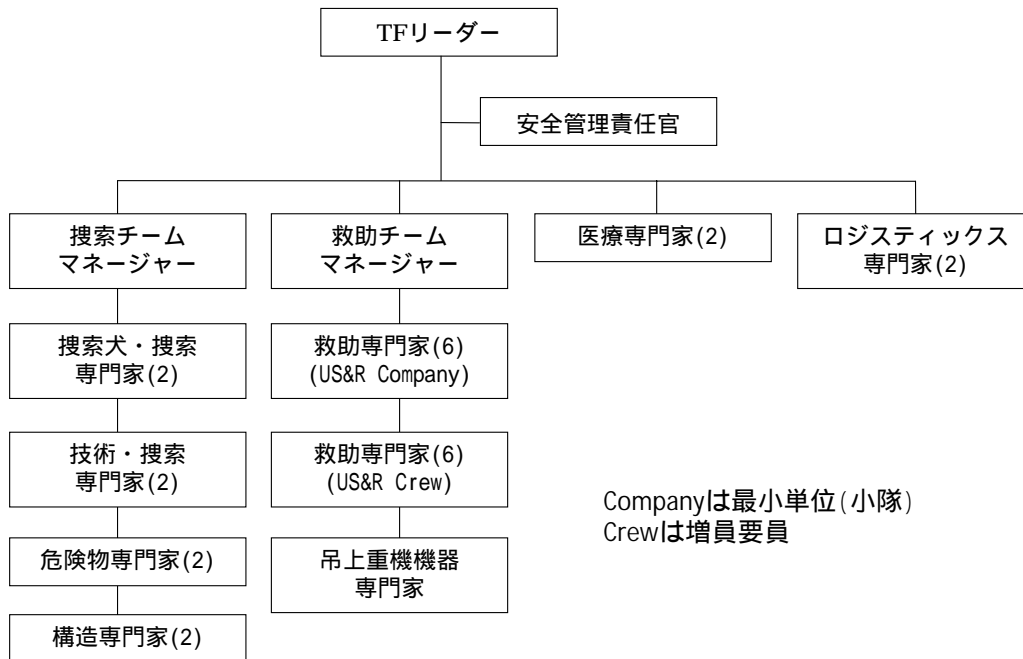 TFリーダー
安全管理責任官
捜索チーム
マネージャー
救助チーム
マネージャー
医療専門家(2)
ロジスティックス
専門家(2)
捜索犬・捜索
専門家(2)
救助専門家(6)
(US&R Company)
技術・捜索
専門家(2)
救助専門家(6)
(US&R Crew)
危険物専門家(2)
吊上重機機器
専門家
構造専門家(2)
Companyは最小単位(小隊)
Crewは増員要員